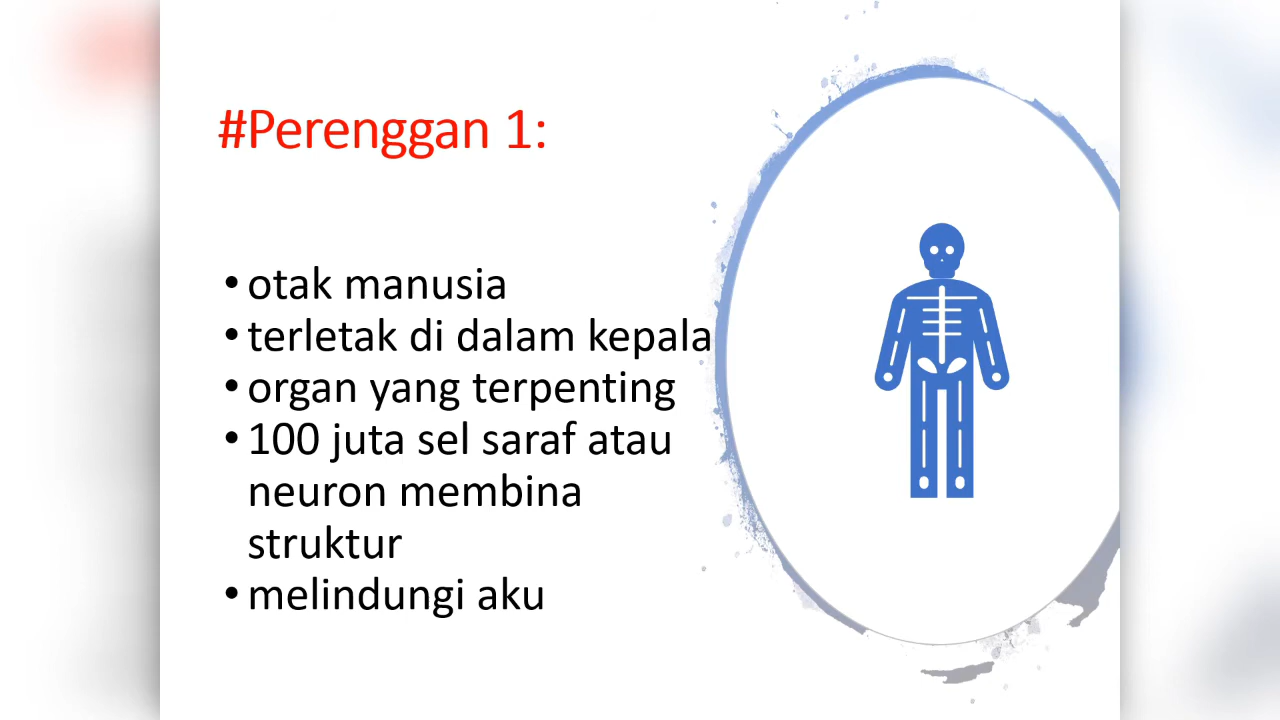 #Perenggan 1:
• otak manusia
• terletak di dalam kepala
• organ yang terpenting
• 100 juta sel saraf atau
neuron membina
struktur
• melindungi aku